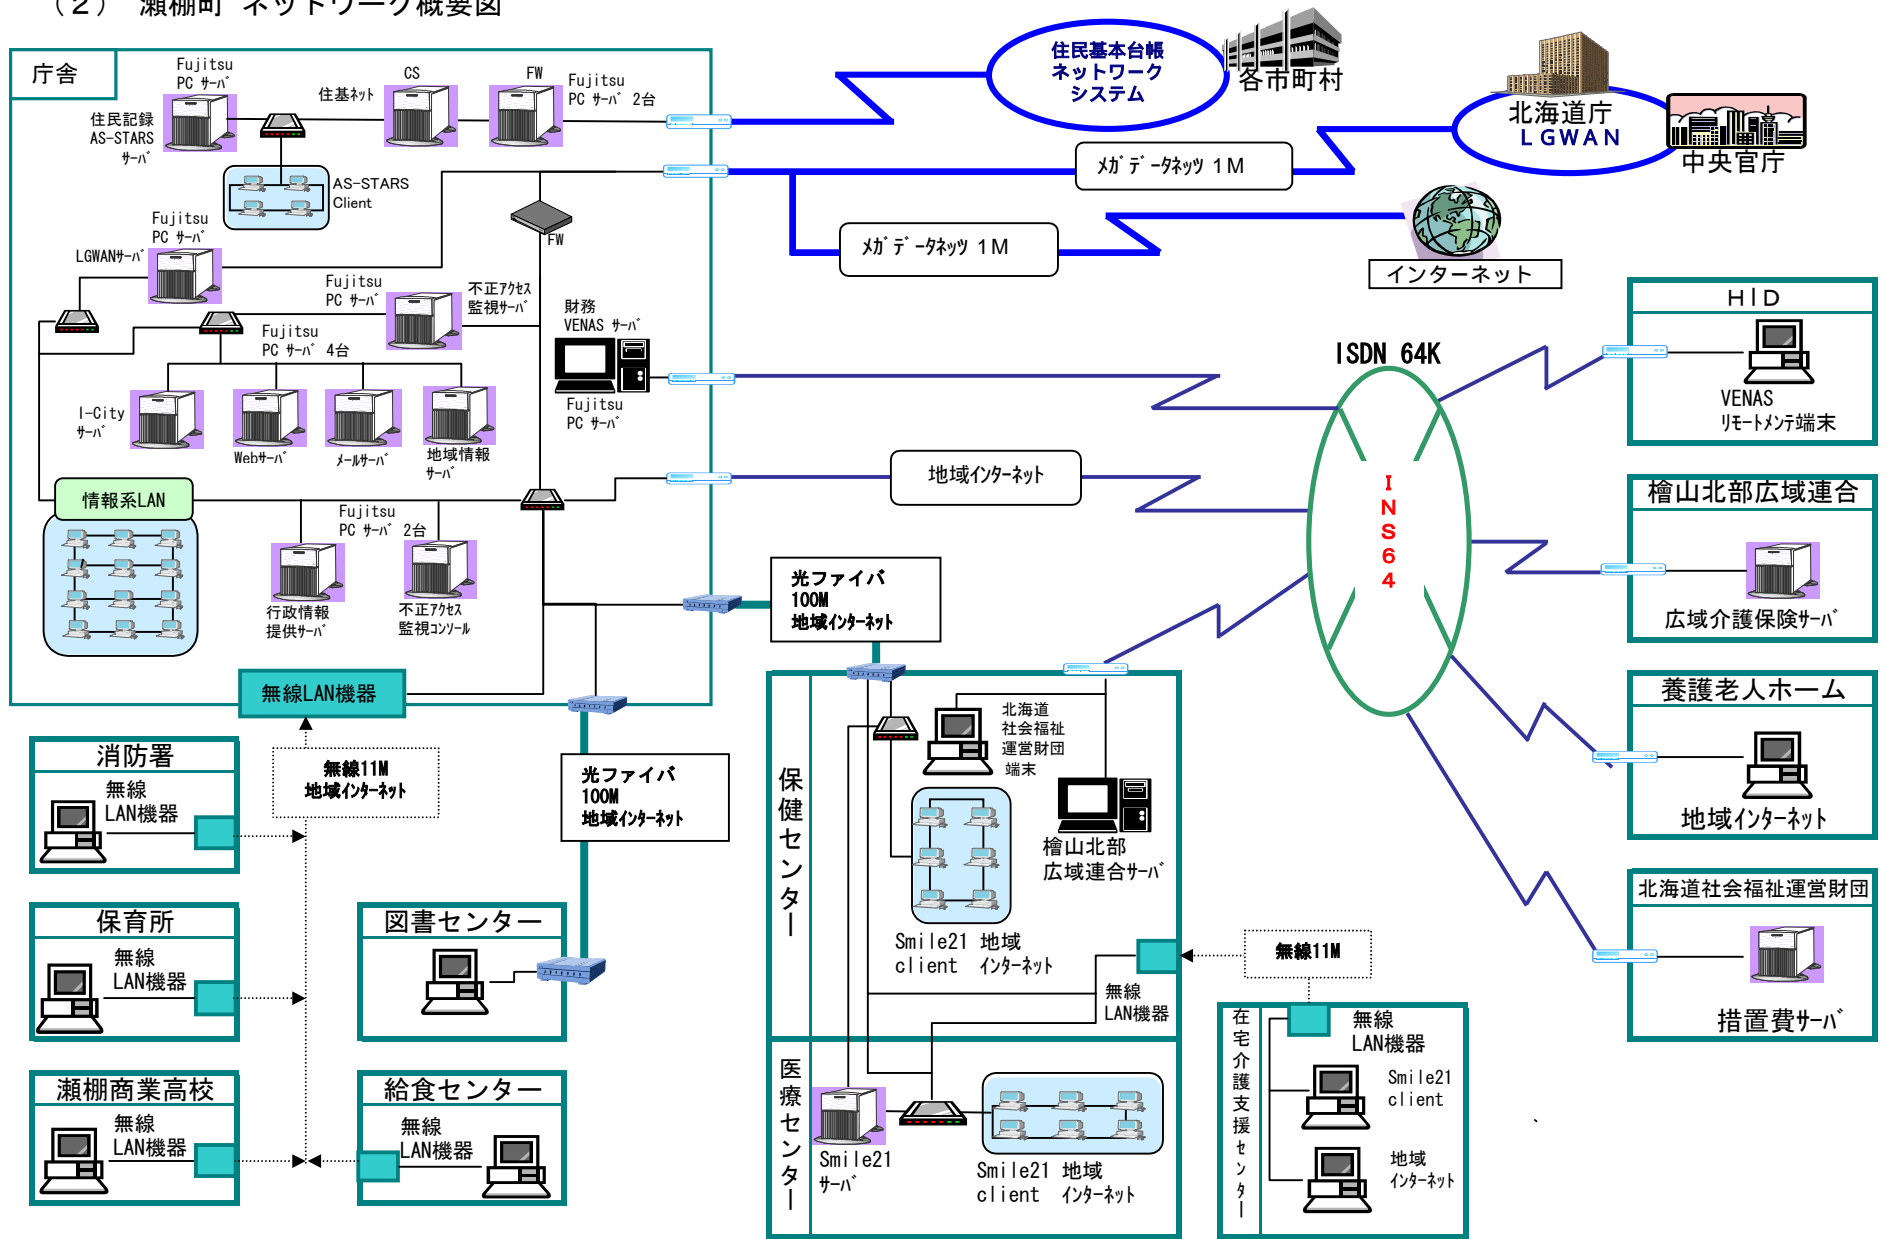 （２） 瀬棚町 ネットワーク概要図
庁舎
Fujitsu
PC ｻｰﾊﾞ
住民記録
AS-STARS
ｻｰﾊﾞ
住基ﾈｯﾄ
CS
FW
Fujitsu
PC ｻｰﾊﾞ 2台
AS-STARS
Client
Fujitsu
PC ｻｰﾊﾞ
LGWANｻｰﾊﾞ
FW
Fujitsu
PC ｻｰﾊﾞ
不正ｱｸｾｽ
監視ｻｰﾊﾞ
Fujitsu
PC ｻｰﾊﾞ 4台
I-City
ｻｰﾊﾞ
Webｻｰﾊﾞ
ﾒｰﾙｻｰﾊﾞ
地域情報
ｻｰﾊﾞ
財務
VENAS ｻｰﾊﾞ
Fujitsu
PC ｻｰﾊﾞ
情報系LAN
Fujitsu
PC ｻｰﾊﾞ 2台
行政情報
提供ｻｰﾊﾞ
不正ｱｸｾｽ
監視ｺﾝｿｰﾙ
無線LAN機器
住民基本台帳
ネットワーク
システム
各市町村
北海道庁
ＬＧＷＡＮ
中央官庁
ﾒｶﾞﾃﾞｰﾀﾈｯﾂ 1M
ﾒｶﾞﾃﾞｰﾀﾈｯﾂ 1M
インターネット
ISDN 64K
I
N
S
6
4
地域ｲﾝﾀｰﾈｯﾄ
光ファイバ
100M
地域ｲﾝﾀｰﾈｯﾄ
HID
VENAS
ﾘﾓｰﾄﾒﾝﾃ端末
檜山北部広域連合
広域介護保険ｻｰﾊﾞ
養護老人ホーム
地域ｲﾝﾀｰﾈｯﾄ
北海道社会福祉運営財団
措置費ｻｰﾊﾞ
消防署
無線
LAN機器
無線11M
地域ｲﾝﾀｰﾈｯﾄ
光ファイバ
100M
地域ｲﾝﾀｰﾈｯﾄ
保育所
無線
LAN機器
図書センター
瀬棚商業高校
無線
LAN機器
給食センター
無線
LAN機器
保健センター
北海道
社会福祉
運営財団
端末
檜山北部
広域連合ｻｰﾊﾞ
Smile21 地域
client ｲﾝﾀｰﾈｯﾄ
無線
LAN機器
無線11M
医療センター
Smile21
ｻｰﾊﾞ
Smile21 地域
client ｲﾝﾀｰﾈｯﾄ
在宅介護支援センター
無線
LAN機器
Smile21
client
地域
ｲﾝﾀｰﾈｯﾄ